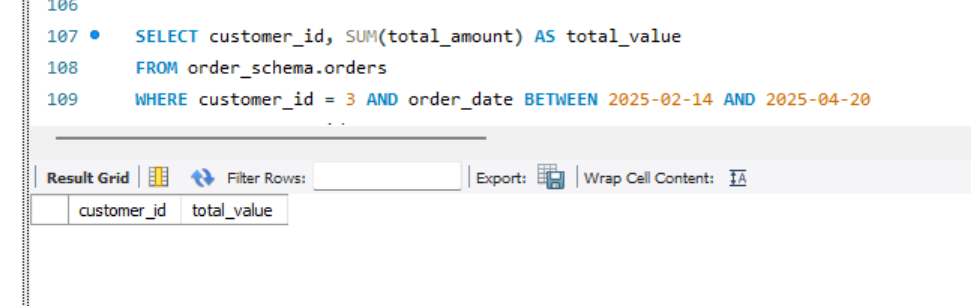 106
107 SELECT customer_id, SUM(total_amount) AS total_value
108 FROM order_schema.orders
109 WHERE customer_id = 3 AND order_date BETWEEN 2025-02-14 AND 2025-04-20
Result Grid Filter Rows: Export: Wrap Cell Content: IA
customer_id total_value